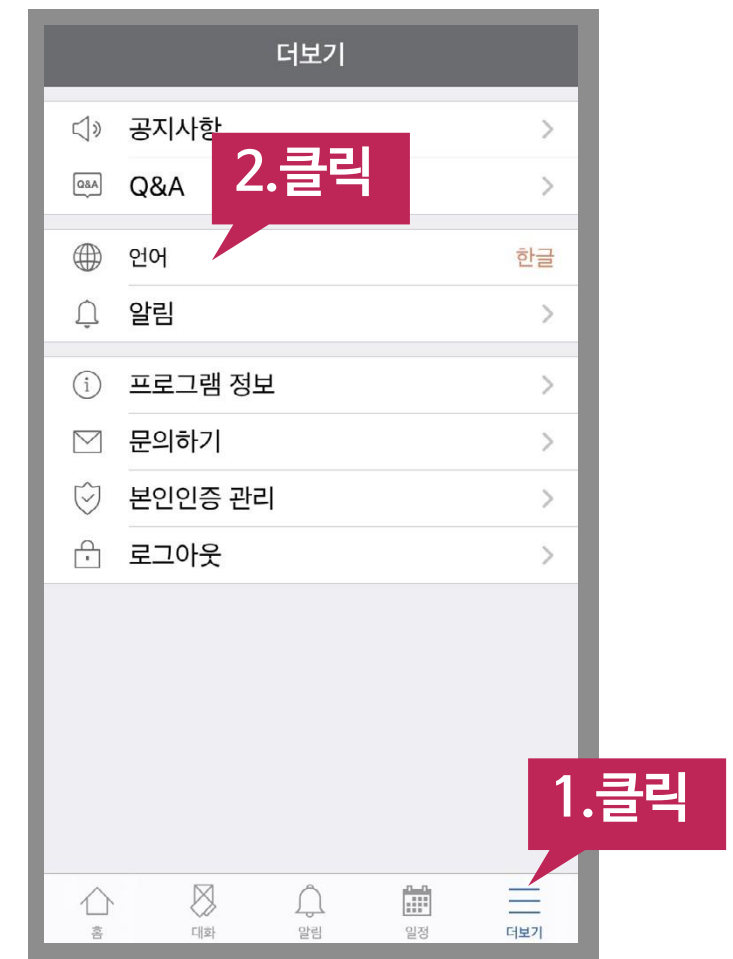 더보기
공지사항
Q&A
Q&A
2.클릭
언어
한글
알림
프로그램 정보
문의하기
본인인증 관리
로그아웃
1.클릭
홈
대화
알림
일정
더보기